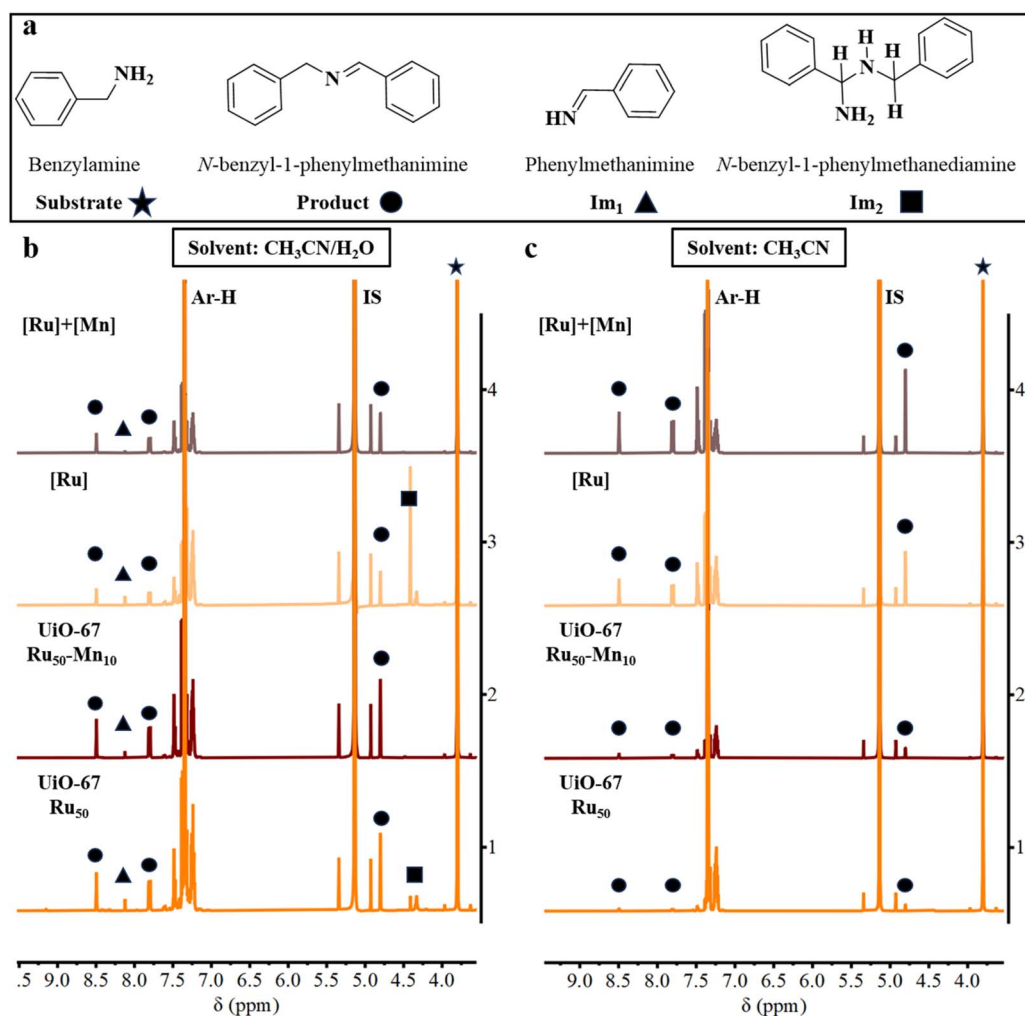 a
NH2
N
HN
H
H
N
H
NH2
H
Benzylamine
N-benzyl-1-phenylmethanimine
Phenylmethanimine
N-benzyl-1-phenylmethanediamine
Substrate
Product
Im1
Im2
b
Solvent: CH3CN/H2O
[Ru]+[Mn]
Ar-H
IS
4
[Ru]
3
UiO-67
Ru50-Mn10
2
UiO-67
Ru50
1
.0 8.5 8.0 7.5 7.0 6.5 6.0 5.5 5.0 4.5 4.0
δ (ppm)
c
Solvent: CH3CN
[Ru]+[Mn]
Ar-H
IS
4
[Ru]
3
UiO-67
Ru50-Mn10
2
UiO-67
Ru50
1
9.0 8.5 8.0 7.5 7.0 6.5 6.0 5.5 5.0 4.5 4.0
δ (ppm)